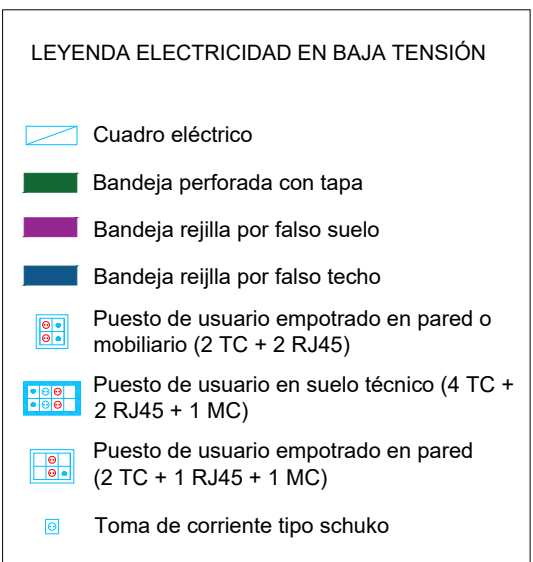 LEYENDA ELECTRICIDAD EN BAJA TENSIÓN
Cuadro eléctrico
Bandeja perforada con tapa
Bandeja rejilla por falso suelo
Bandeja reijlla por falso techo
Puesto de usuario empotrado en pared o
mobiliario (2 TC + 2 RJ45)
Puesto de usuario en suelo técnico (4 TC +
2 RJ45 + 1 MC)
Puesto de usuario empotrado en pared
(2 TC + 1 RJ45 + 1 MC)
Toma de corriente tipo schuko